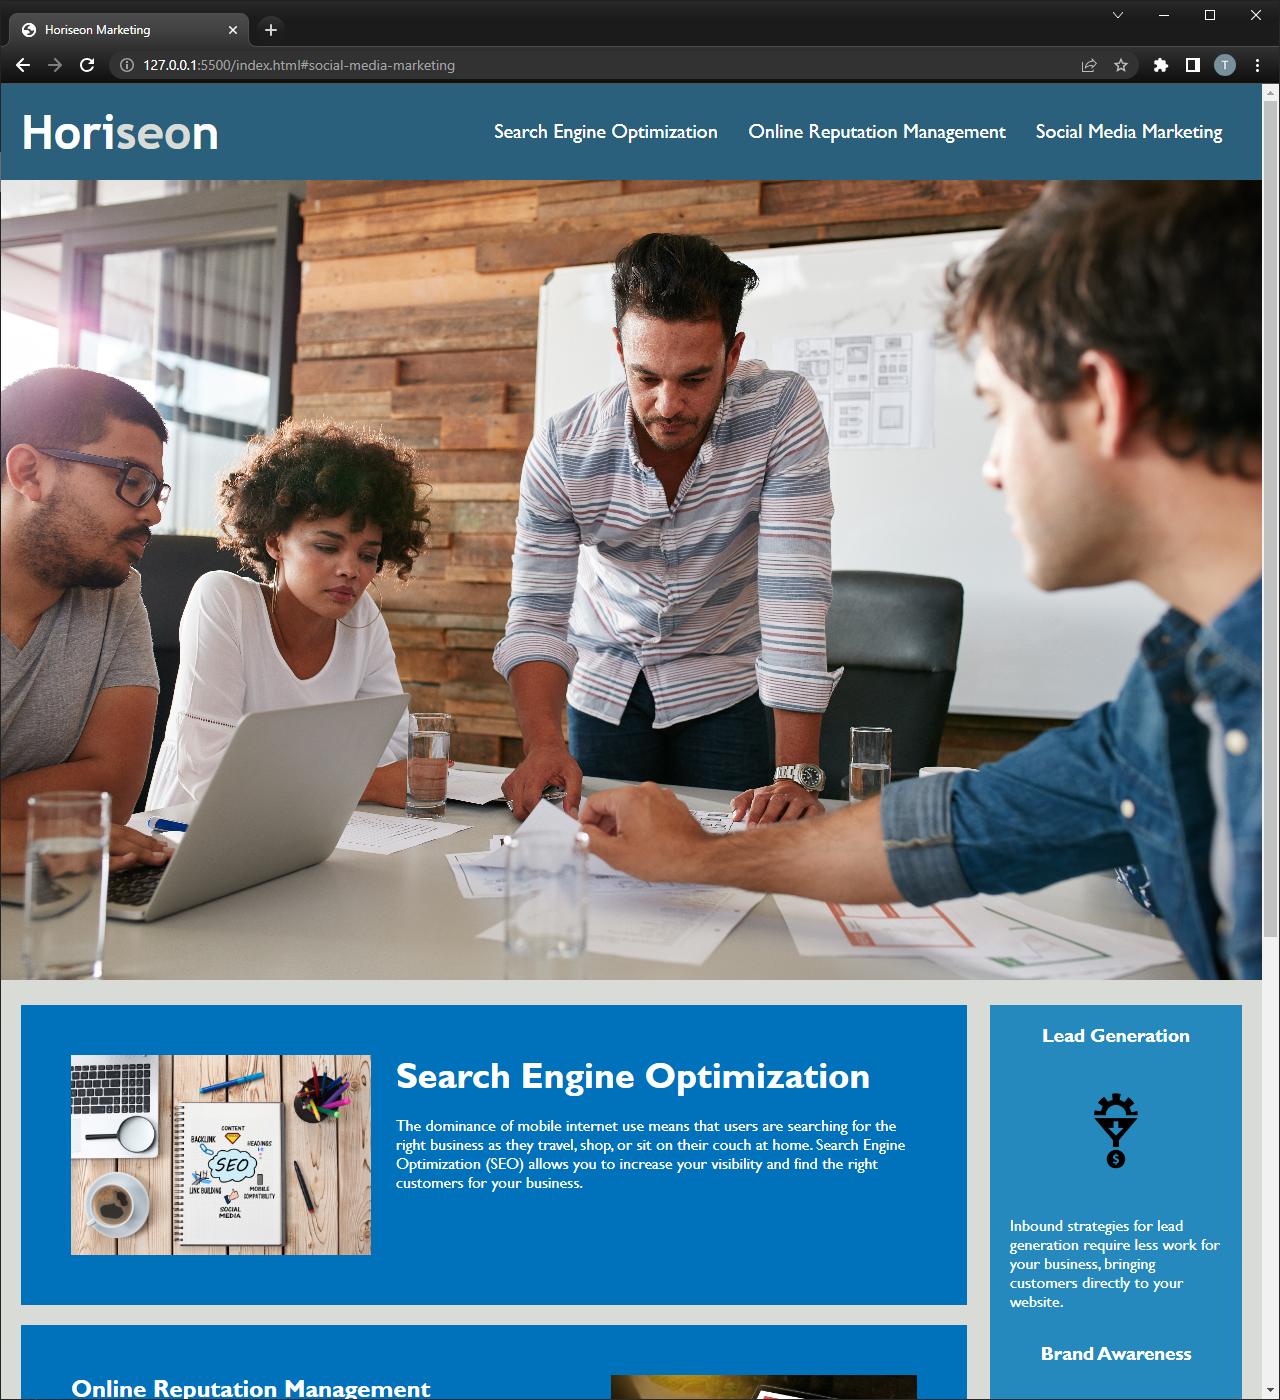 Horiseon Marketing
127.0.0.1:5500/index.html#social-media-marketing
T
Horiseon
Search Engine Optimization
Online Reputation Management
Social Media Marketing
Search Engine Optimization
The dominance of mobile internet use means that users are searching for the
right business as they travel, shop, or sit on their couch at home. Search Engine
Optimization (SEO) allows you to increase your visibility and find the right
customers for your business.
CONTENT
BACKLINK
HEADINGS
H1
SEO
LINK BUILDING
MOBILE
COMPATIBILITY
SOCIAL
MEDIA
Online Reputation Management
Lead Generation
$
Inbound strategies for lead
generation require less work for
your business, bringing
customers directly to your
website.
Brand Awareness